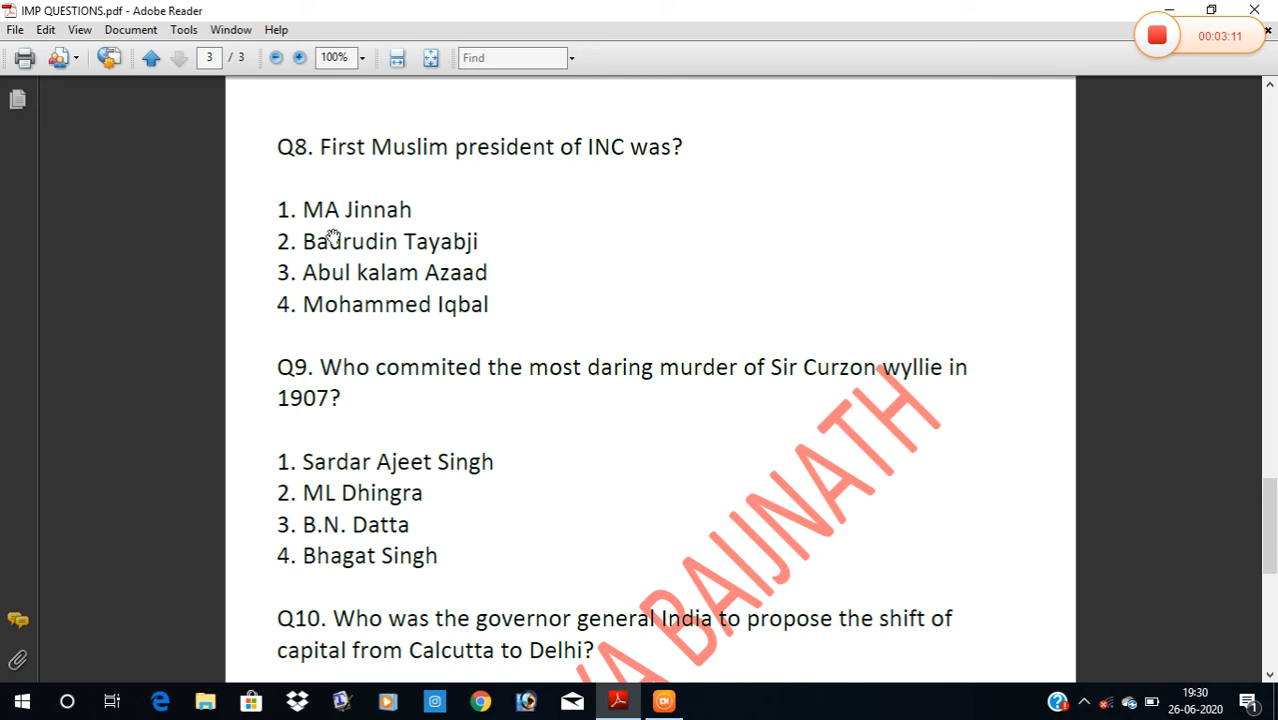 IMP QUESTIONS.pdf - Adobe Reader
00:03:11
File Edit View Document Tools Window Help
3 / 3 100% Find
Q8. First Muslim president of INC was?
1. MA Jinnah
2. Badrudin Tayabji
3. Abul kalam Azaad
4. Mohammed Iqbal
Q9. Who commited the most daring murder of Sir Curzon wyllie in
1907?
1. Sardar Ajeet Singh
2. ML Dhingra
3. B.N. Datta
4. Bhagat Singh
Q10. Who was the governor general India to propose the shift of
capital from Calcutta to Delhi?
YA BAIJNATH
19:30
26-06-2020